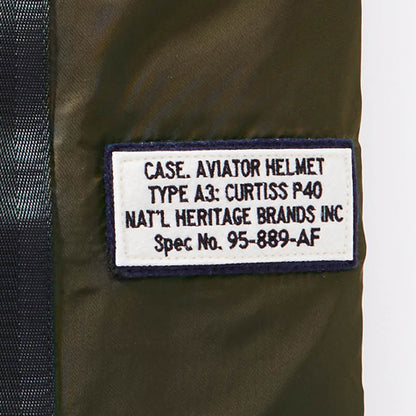 CASE. AVIATOR HELMET
TYPE A3: CURTISS P40
NAT'L HERITAGE BRANDS INC
Spec No. 95-889-AF